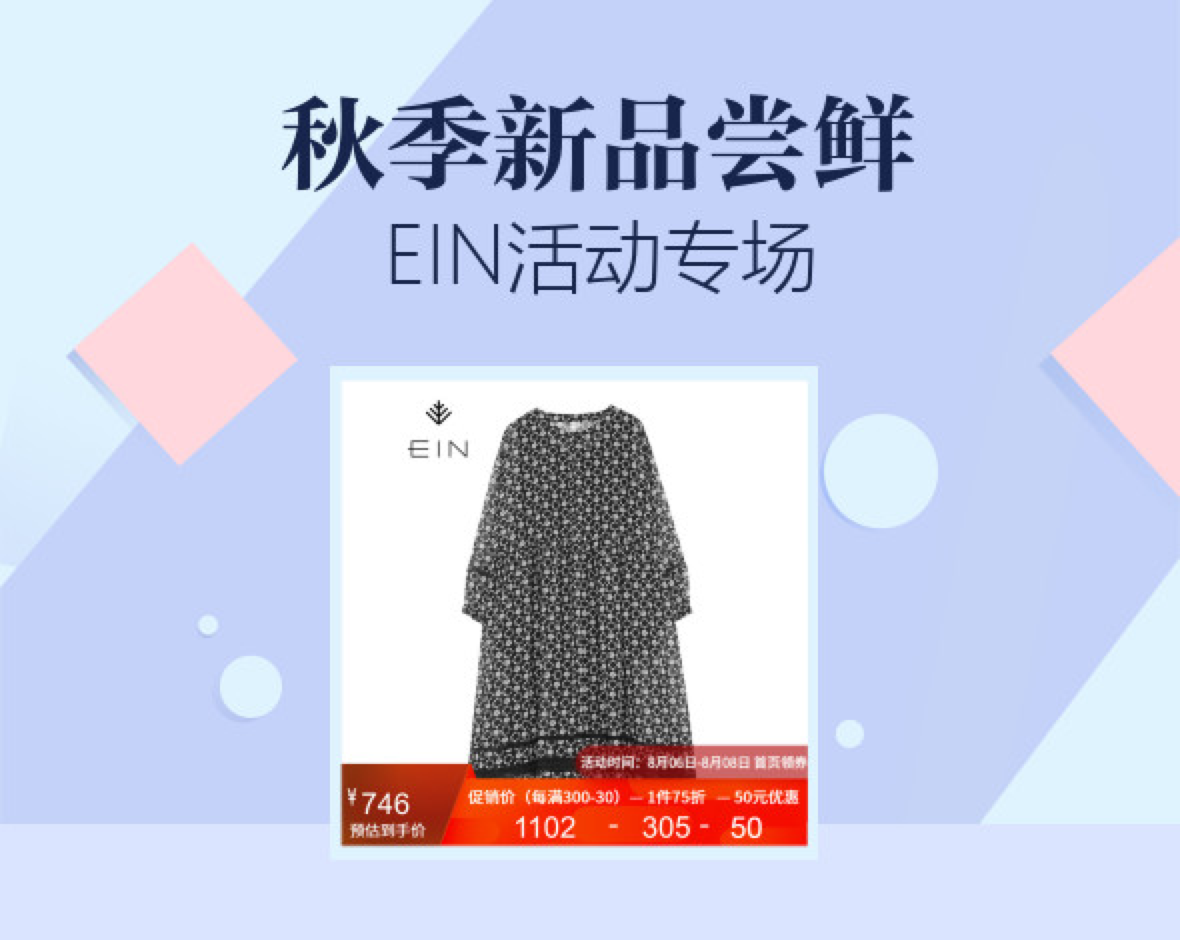 秋季新品尝鲜
EIN活动专场
EIN
活动时间：8月06日-8月08日 首页领券
¥746
预估到手价
促销价（每满300-30）— 1件75折 — 50元优惠
1102 - 305 - 50